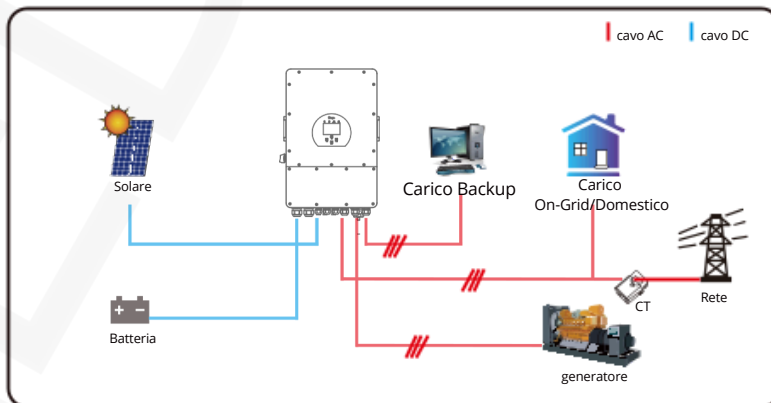 cavo AC
cavo DC
Solare
Carico Backup
Carico
On-Grid/Domestico
CT
Rete
Batteria
generatore